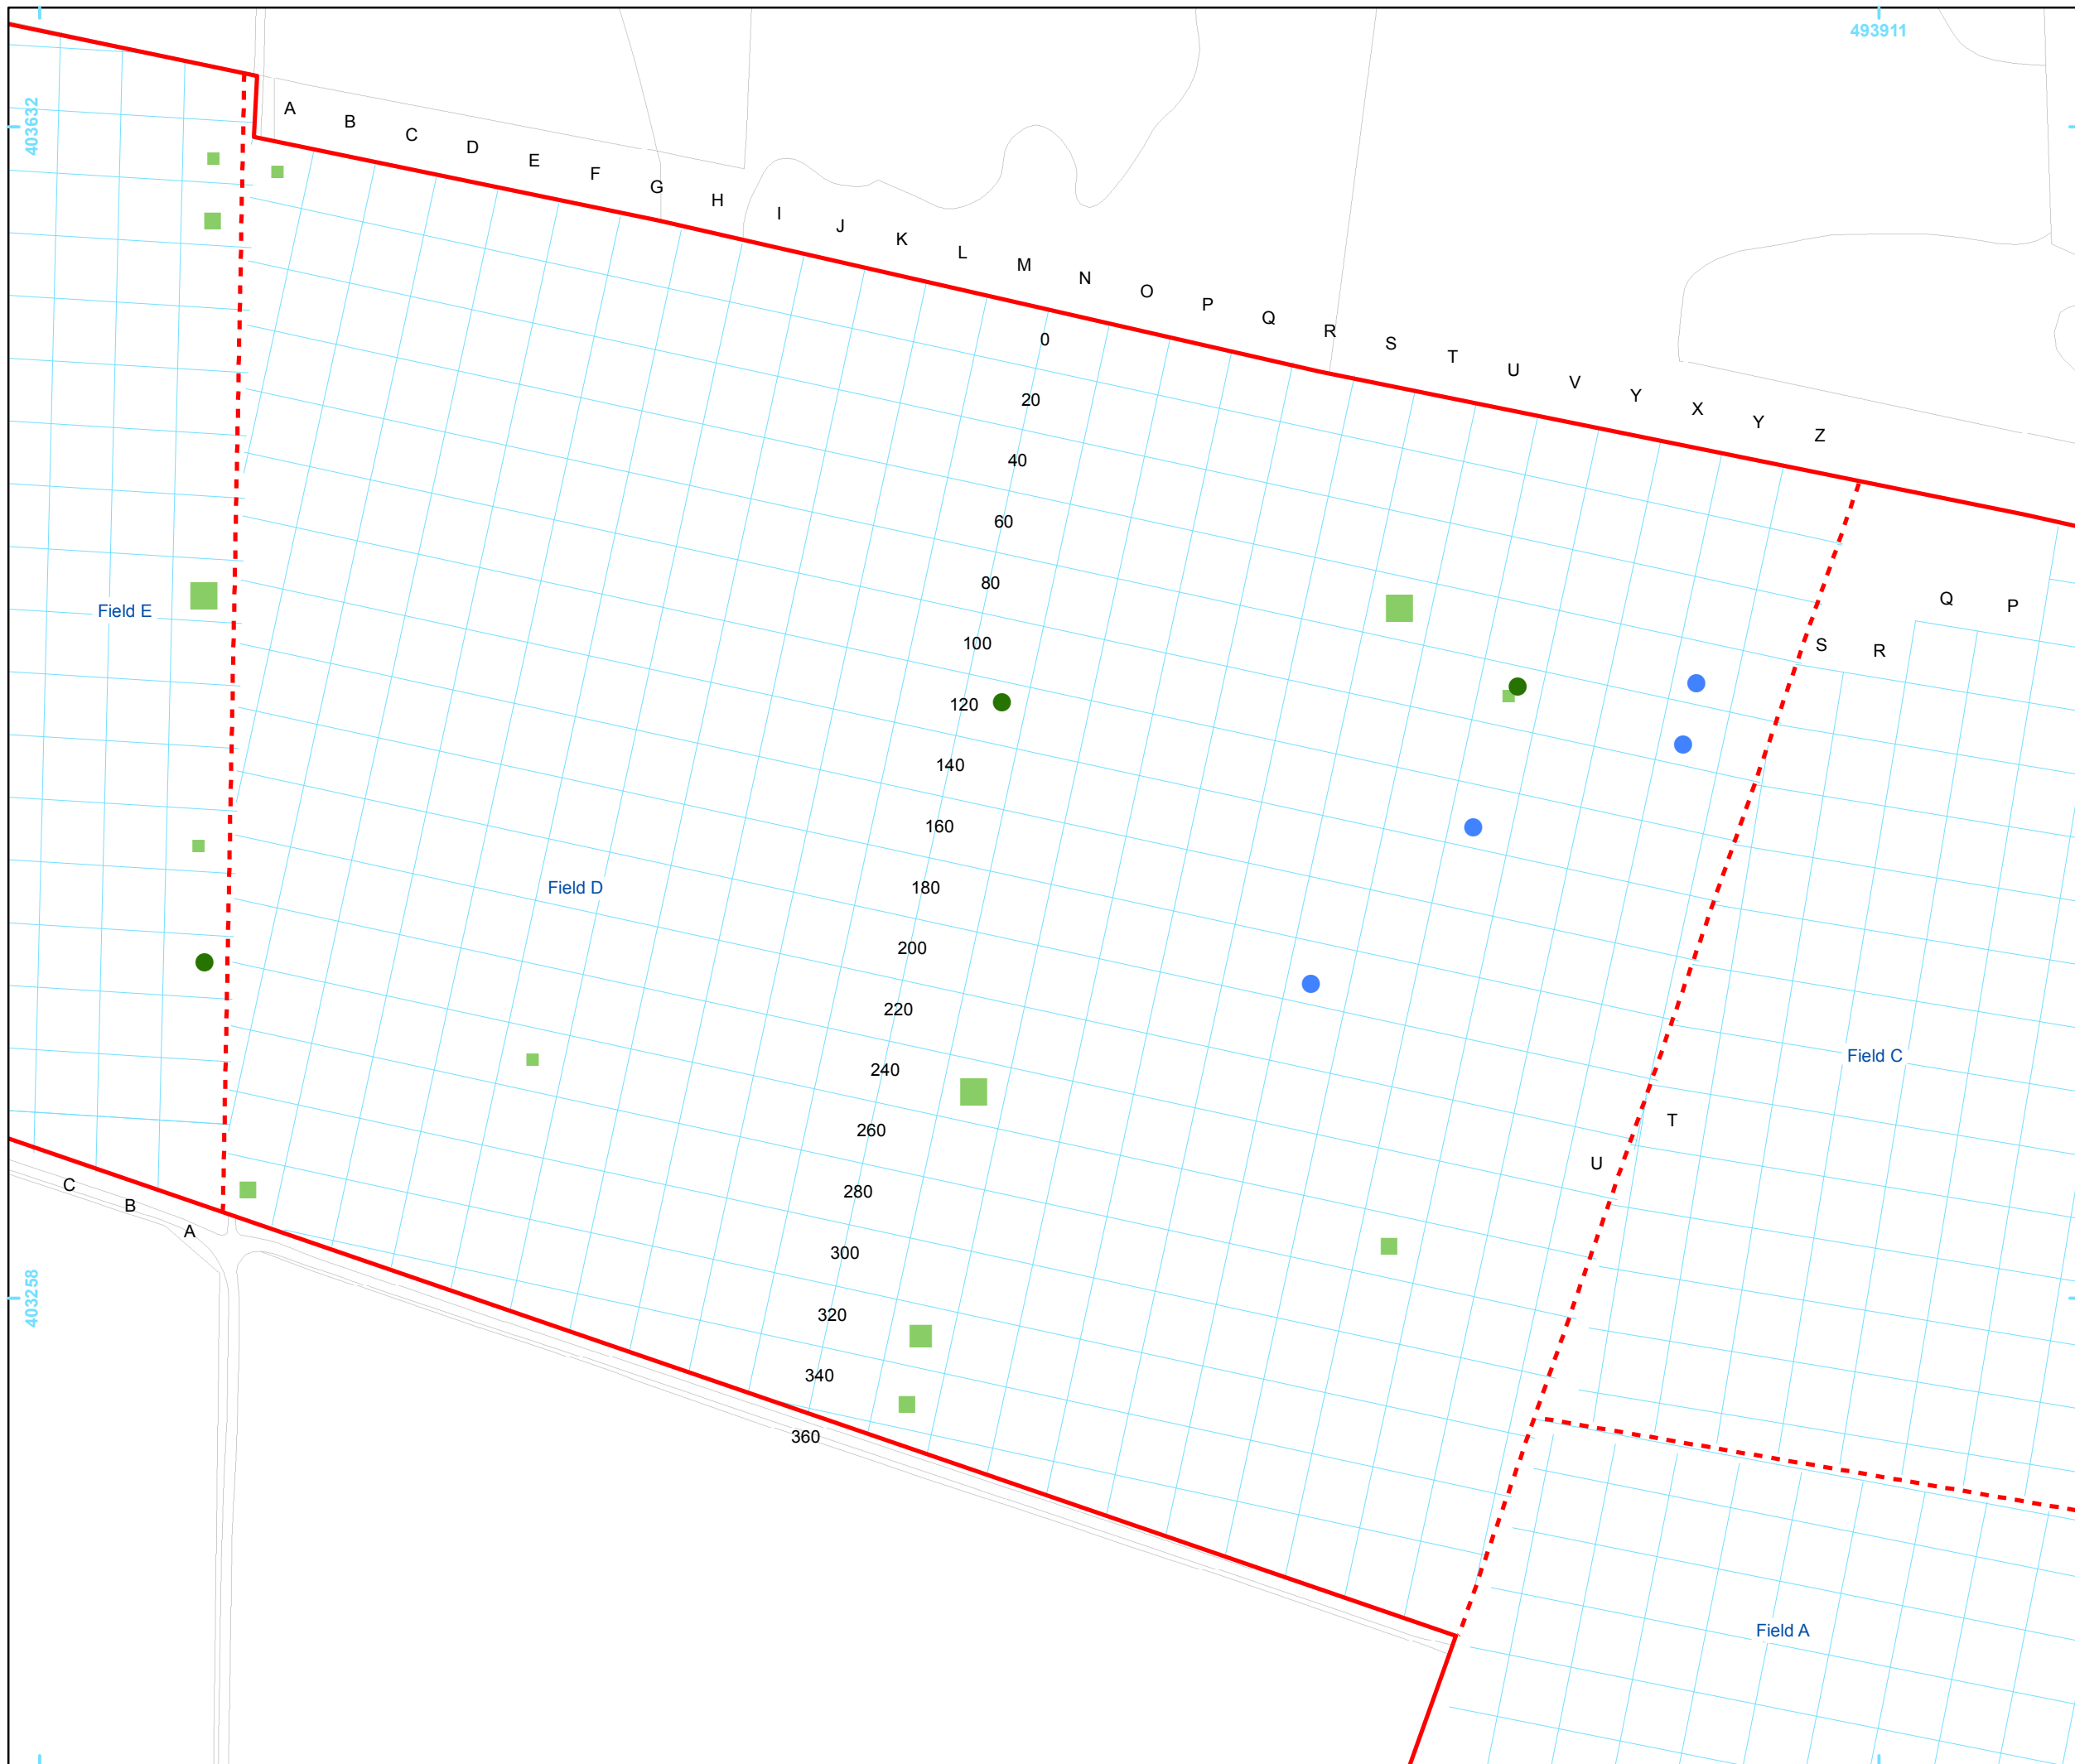 493911
403632
A
B
C
D
E
F
G
H
I
J
K
L
M
N
O
P
Q
R
S
T
U
V
Y
X
Y
Z
0
20
40
60
80
100
120
140
160
180
200
220
240
260
280
300
320
340
360
Field E
Field D
Q
P
S
R
Field C
T
U
C
B
A
403258
Field A